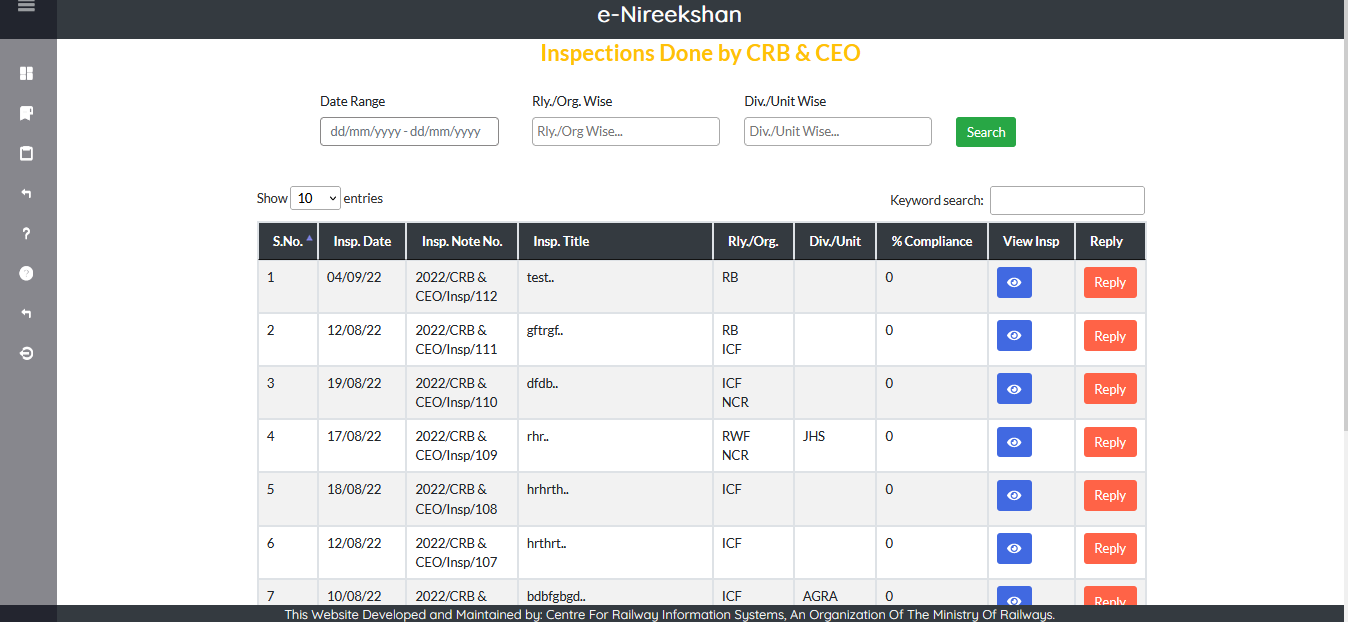 e-Nireekshan
Inspections Done by CRB & CEO
Date Range
Rly./Org. Wise
Div./Unit Wise
dd/mm/yyyy - dd/mm/yyyy
Rly./Org Wise...
Div./Unit Wise...
Search
Show 10 entries
Keyword search:
S.No. Insp. Date Insp. Note No. Insp. Title Rly./Org. Div./Unit % Compliance View Insp Reply
1 04/09/22 2022/CRB & test.. RB 0 Reply
CEO/Insp/112
2 12/08/22 2022/CRB & gftrgf.. RB 0 Reply
CEO/Insp/111 ICF
3 19/08/22 2022/CRB & dfdb.. ICF 0 Reply
CEO/Insp/110 NCR
4 17/08/22 2022/CRB & rhr.. RWF JHS 0 Reply
CEO/Insp/109 NCR
5 18/08/22 2022/CRB & hrhrth.. ICF 0 Reply
CEO/Insp/108
6 12/08/22 2022/CRB & hrthrt.. ICF 0 Reply
CEO/Insp/107
7 10/08/22 2022/CRB & bdbfgbgd.. ICF AGRA 0 Reply
This Website Developed and Maintained by: Centre For Railway Information Systems, An Organization Of The Ministry Of Railways.